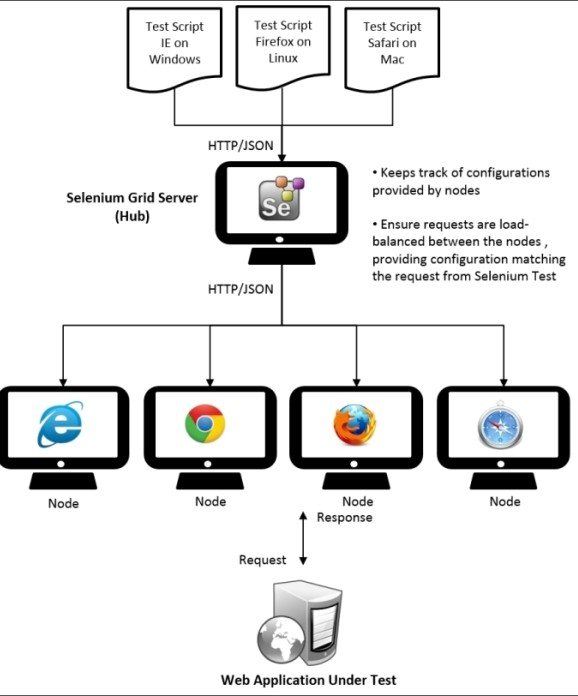 Test Script
IE on
Windows
Test Script
Firefox on
Linux
Test Script
Safari on
Mac
HTTP/JSON
Selenium Grid Server
(Hub)
Se
• Keeps track of configurations
provided by nodes
• Ensure requests are load-
balanced between the nodes ,
providing configuration matching
the request from Selenium Test
HTTP/JSON
Node
Node
Node
Node
Response
Request
Web Application Under Test